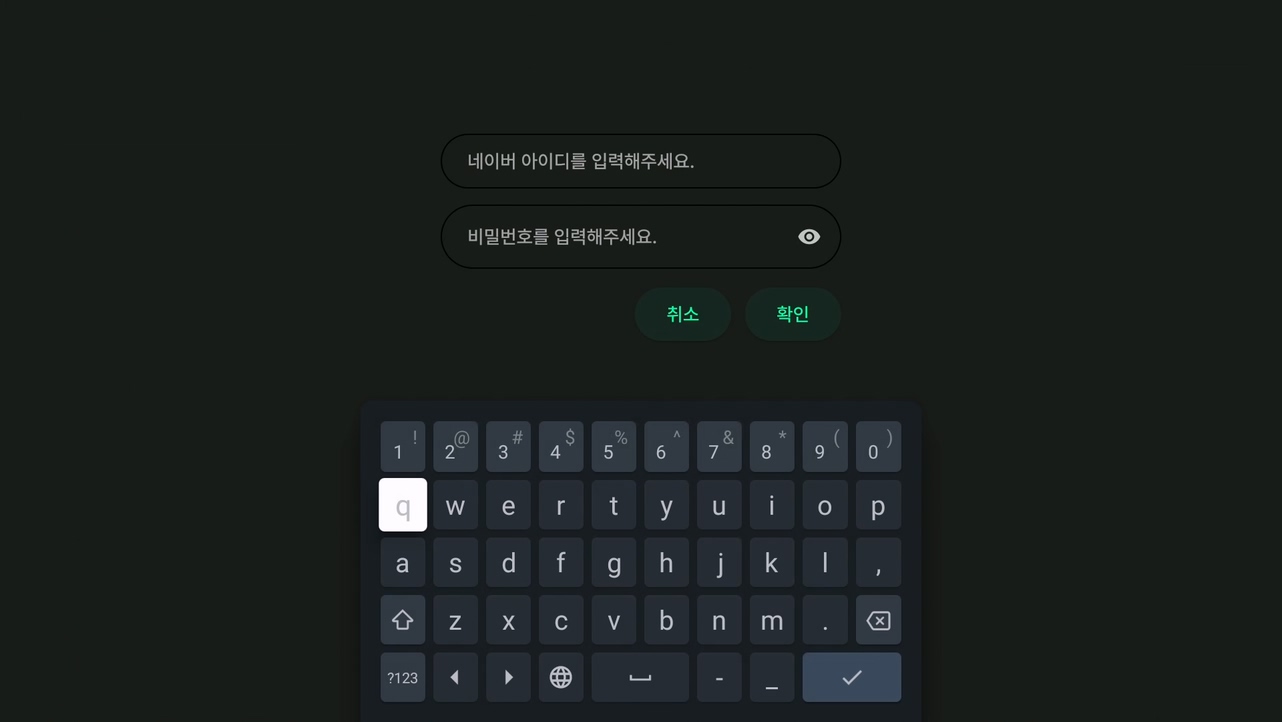 네이버 아이디를 입력해주세요.
비밀번호를 입력해주세요.
취소 확인
1 ! 2 @ 3 # 4 $ 5 % 6 ^ 7 & 8 * 9 ( 0 )
q w e r t y u i o p
a s d f g h j k l ,
z x c v b n m .
?123 - _